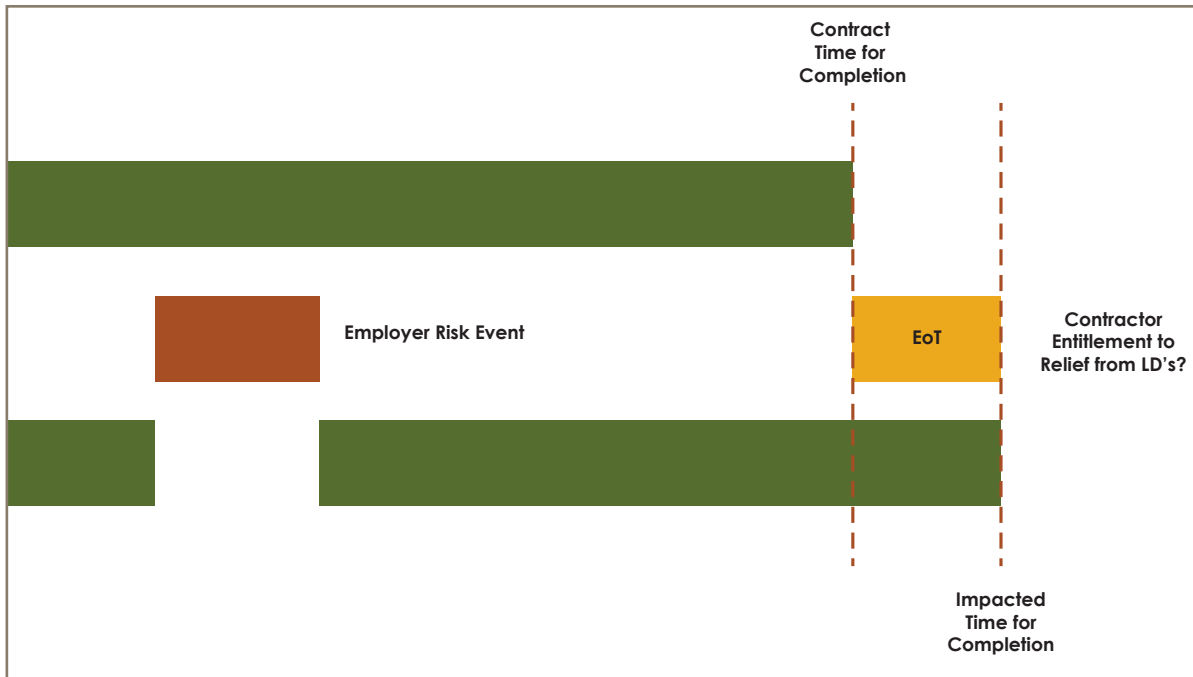 Contract
Time for
Completion
Employer Risk Event
EoT
Contractor
Entitlement to
Relief from LD's?
Impacted
Time for
Completion